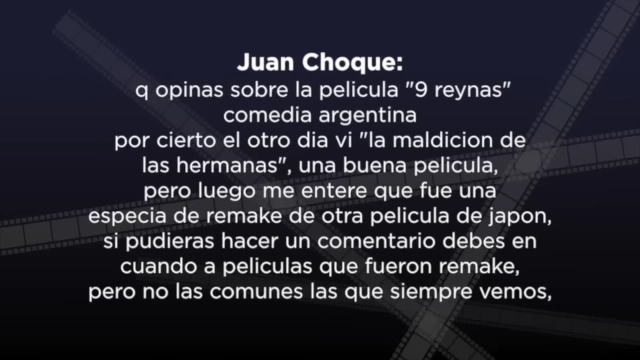 Juan Choque:
q opinas sobre la pelicula "9 reynas"
comedia argentina
por cierto el otro dia vi "la maldicion de
las hermanas", una buena pelicula,
pero luego me entere que fue una
especia de remake de otra pelicula de japon,
si pudieras hacer un comentario debes en
cuando a peliculas que fueron remake,
pero no las comunes las que siempre vemos,